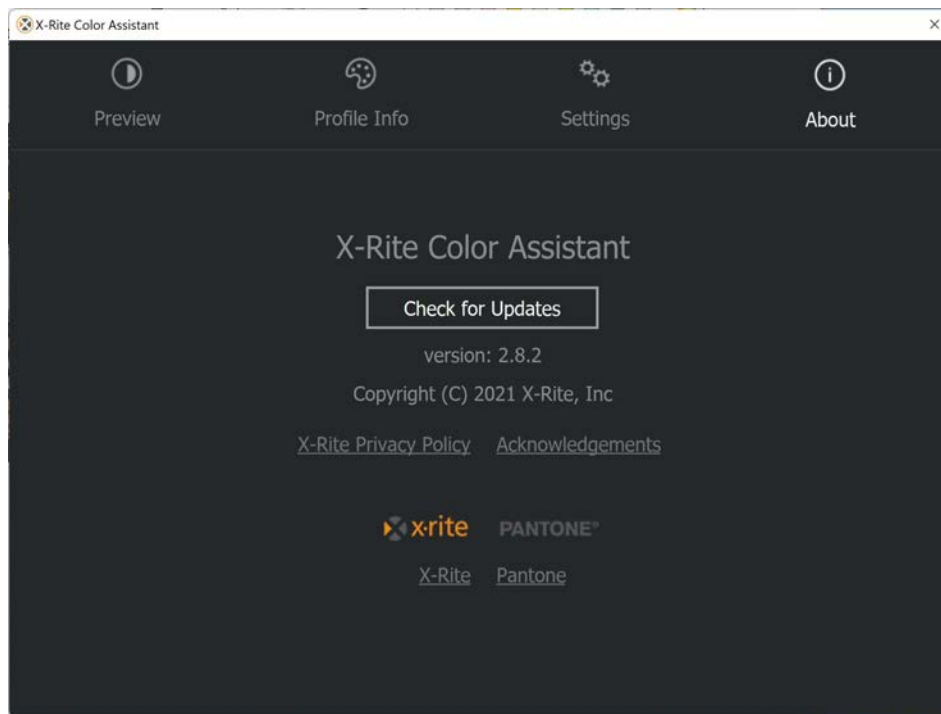 X-Rite Color Assistant
Preview Profile Info Settings About
X-Rite Color Assistant
Check for Updates
version: 2.8.2
Copyright (C) 2021 X-Rite, Inc
X-Rite Privacy Policy Acknowledgements
x·rite PANTONE®
X-Rite Pantone